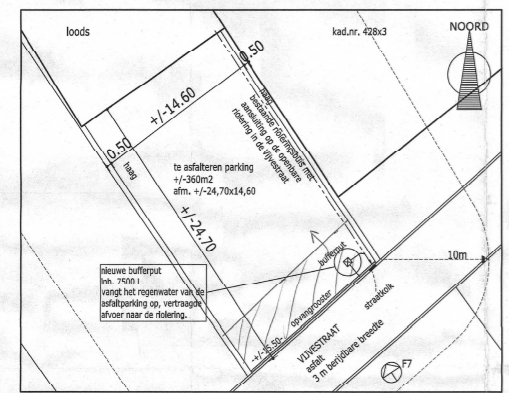 loods
kad.nr. 428x3
NOORD
0.50
+/-14.60
0.50
haag
haag
bestaande rioleringsbuis met
aansluiting op de openbare
riolering in de vijvestraat
te asfalteren parking
+/-360m2
afm. +/-24,70x14,60
+/-24.70
bufferput
10m
nieuwe bufferput
inh. 7500 l
vangt het regenwater van de
asfaltparking op, vertraagde
afvoer naar de riolering.
opvangrooster
straatkolk
+/-15.50-
VIJVESTRAAT
asfalt
3 m berijdbare breedte
F7